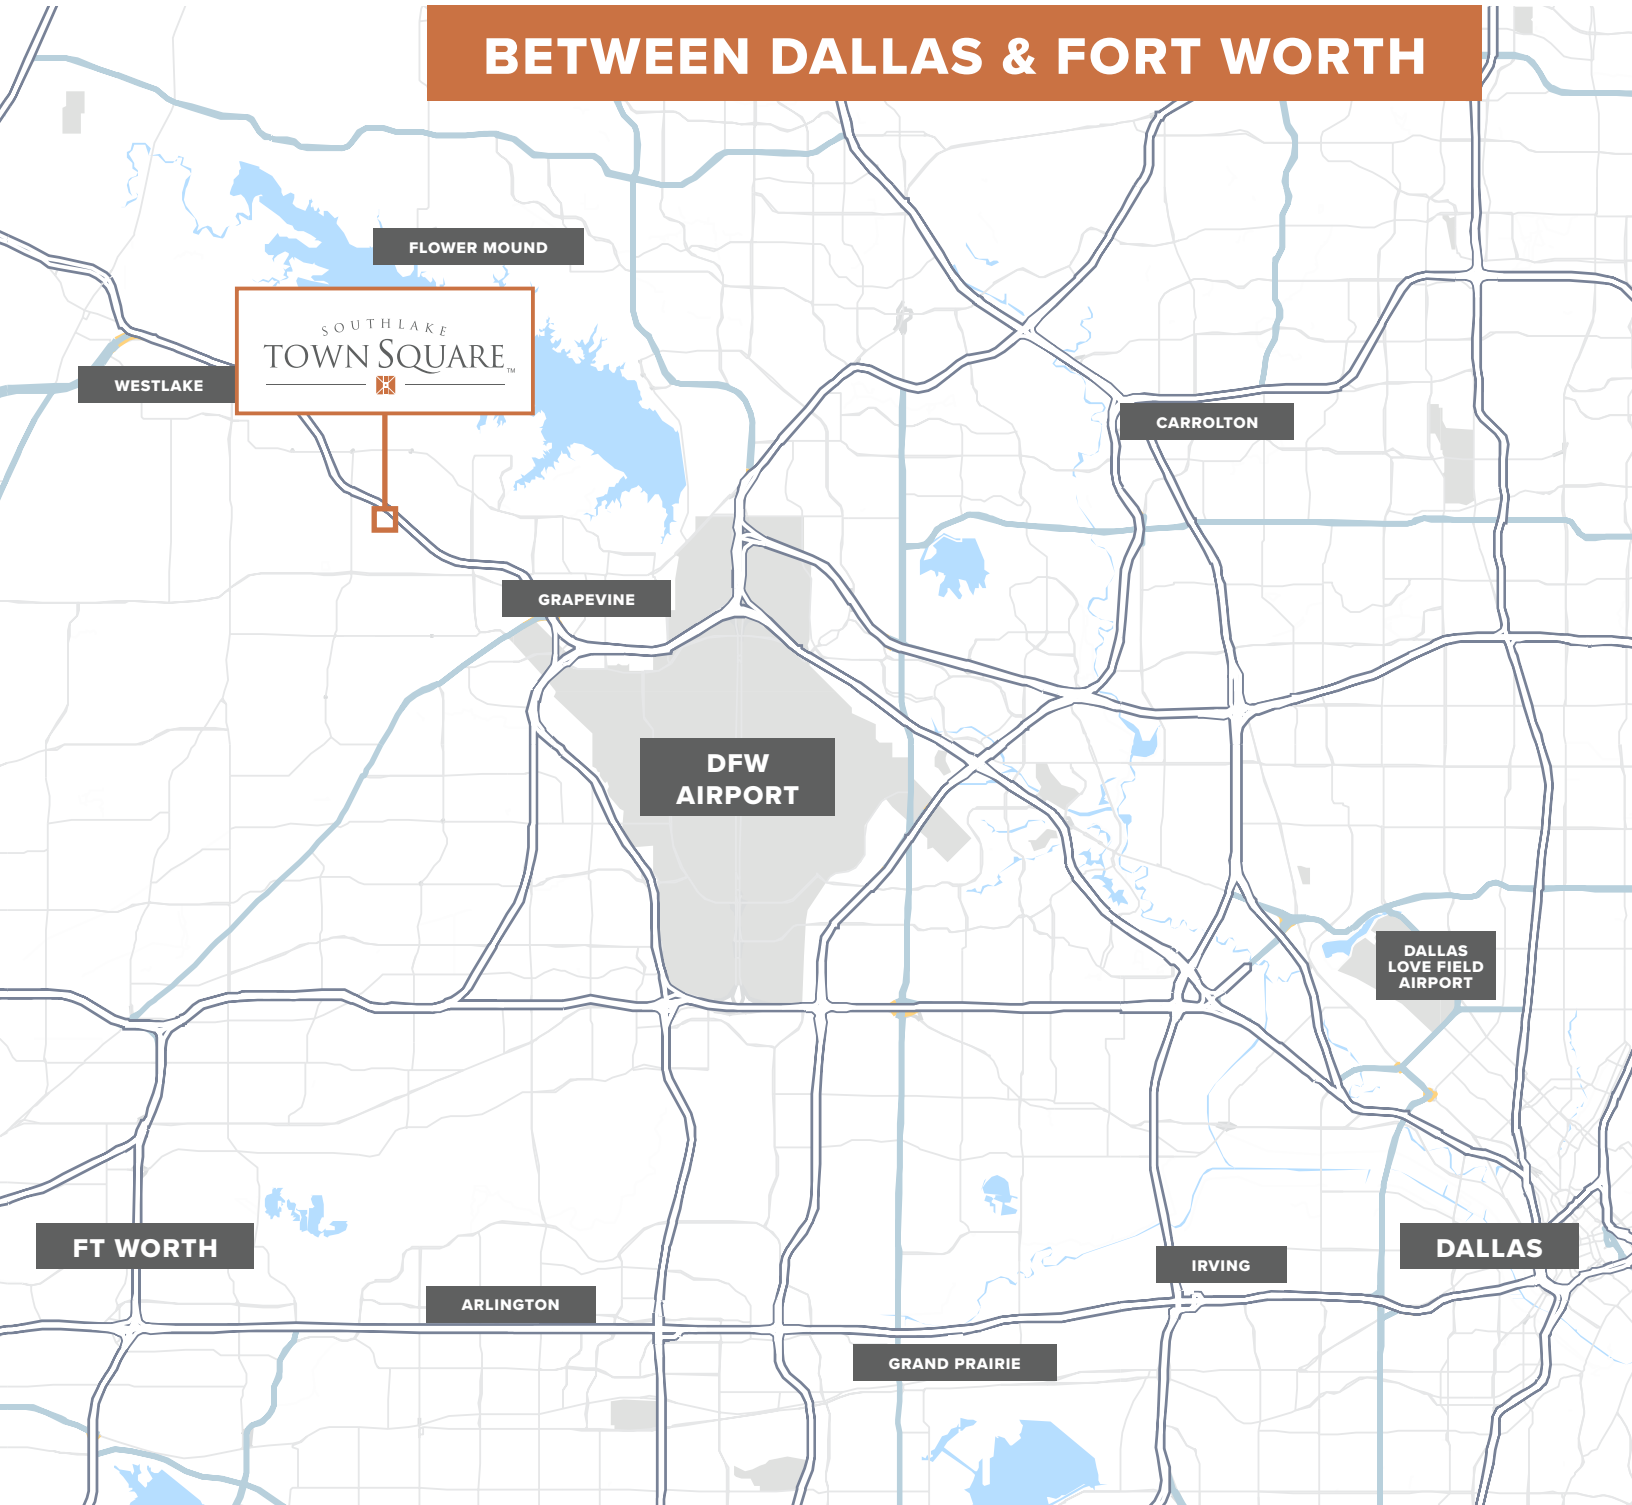 BETWEEN DALLAS & FORT WORTH
FLOWER MOUND
SOUTHLAKE
TOWN SQUARE™
WESTLAKE
CARROLTON
GRAPEVINE
DFW
AIRPORT
DALLAS
LOVE FIELD
AIRPORT
FT WORTH
DALLAS
IRVING
ARLINGTON
GRAND PRAIRIE